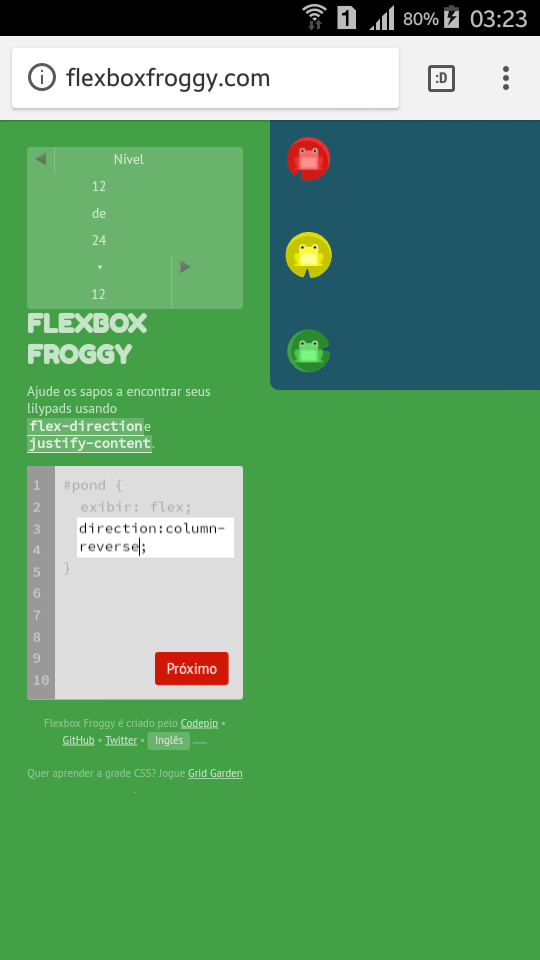 1 80% 03:23
flexboxfroggy.com :D
Nível
12
de
24
▼
12
FLEXBOX
FROGGY
Ajude os sapos a encontrar seus
lilypads usando
flex-direction e
justify-content.
1 #pond {
2 exibir: flex;
3 direction:column-
4 reverse;
5 }
6
7
8
9
10
Próximo
Flexbox Froggy é criado pelo Codepip •
GitHub • Twitter • Inglês
Quer aprender a grade CSS? Jogue Grid Garden
.